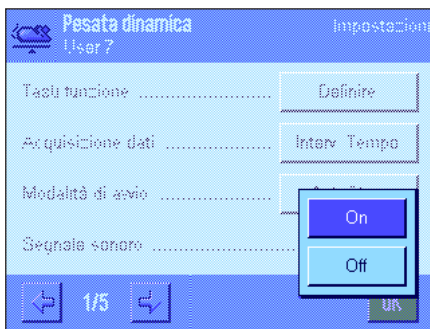 Pesata dinamica
User 7
Impostazioni
Tasti funzione ........................ Definire
Acquisizione dati ..................... Interv. Tempo
Modalità di avvio .....................
On
Segnale sonoro ........................
Off
1/5
OK